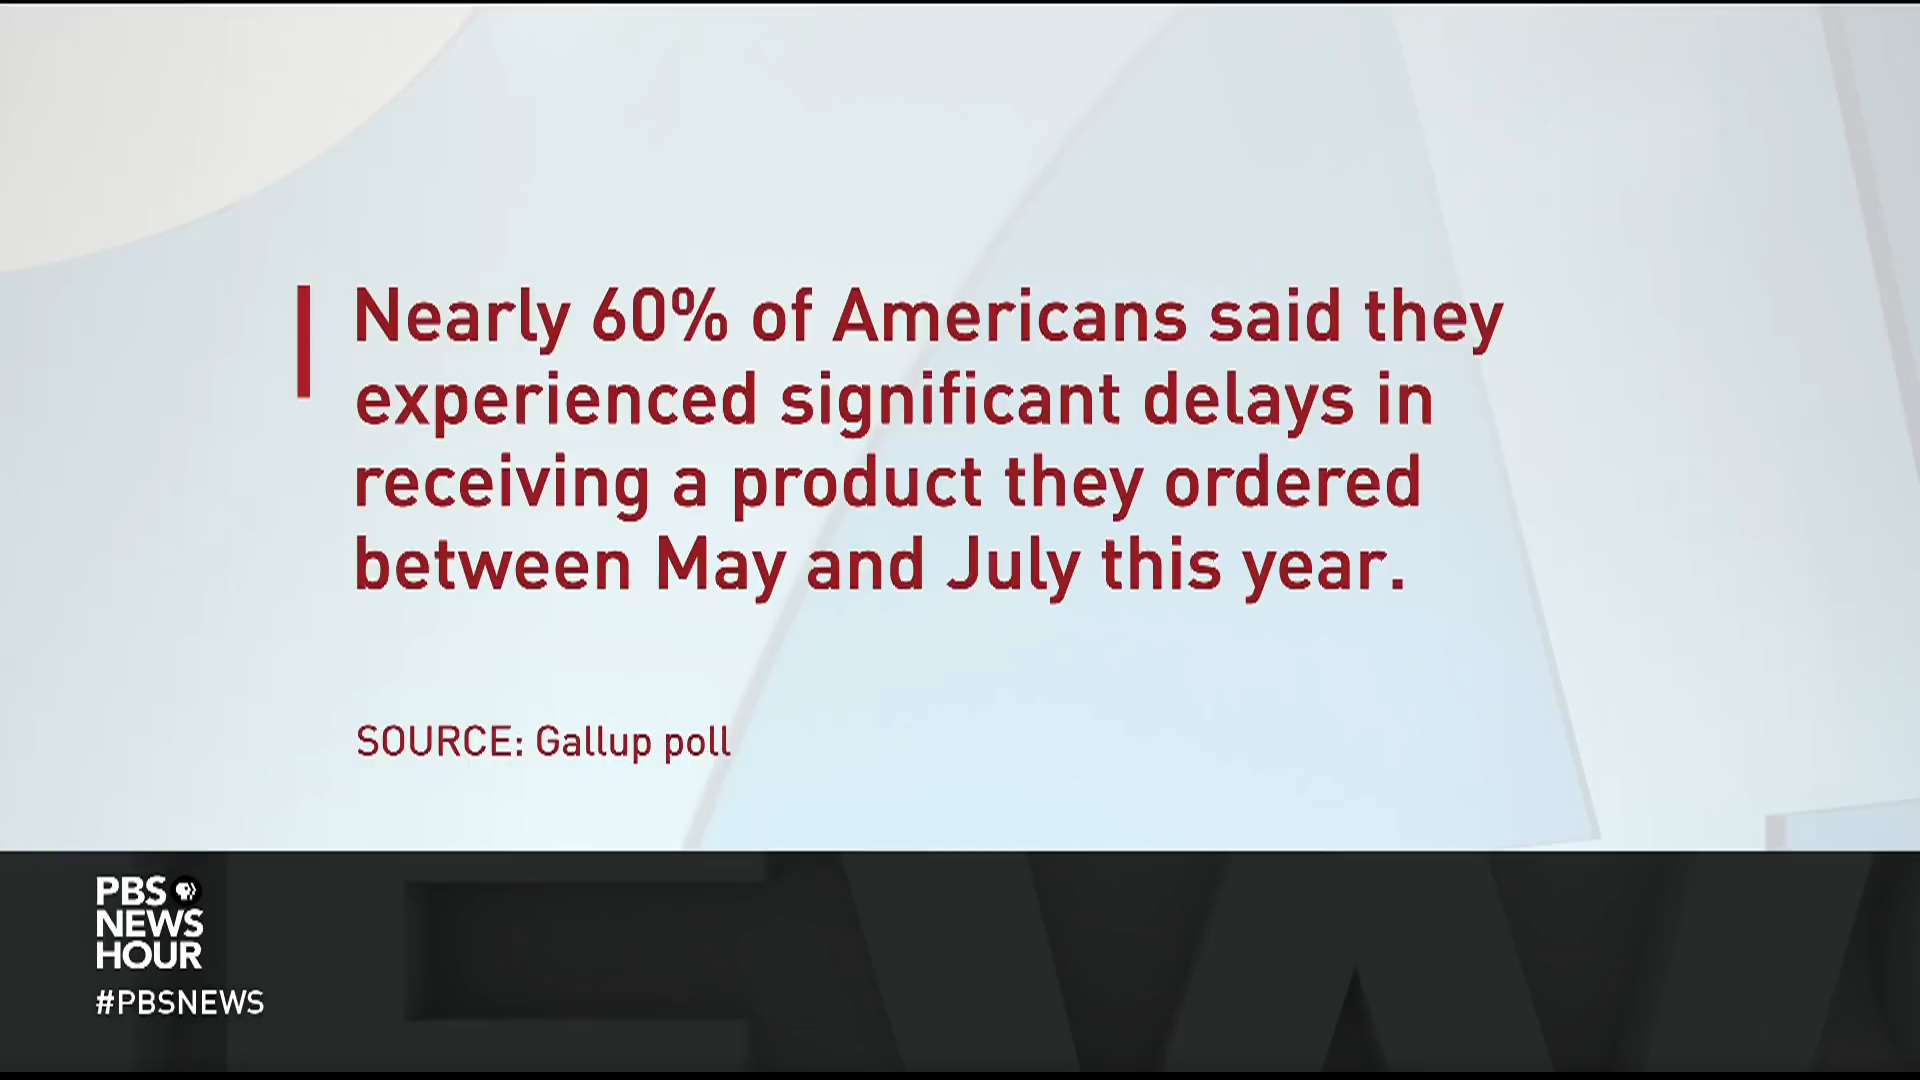 Nearly 60% of Americans said they
experienced significant delays in
receiving a product they ordered
between May and July this year.
SOURCE: Gallup poll
PBS
NEWS
HOUR
#PBSNEWS